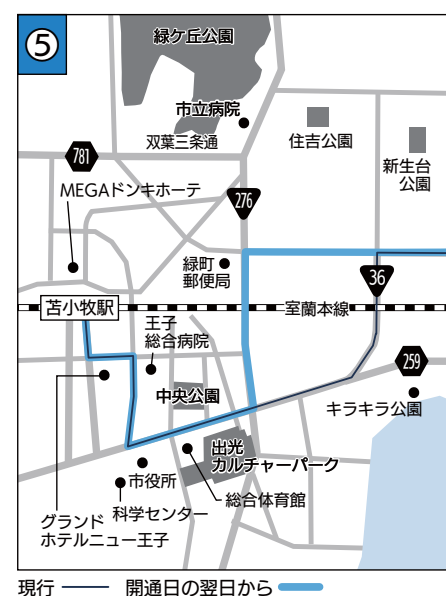 ⑤
緑ケ丘公園
市立病院
双葉三条通
住吉公園
新生台
公園
781
MEGAドンキホーテ
276
緑町
郵便局
36
苫小牧駅
室蘭本線
王子
総合病院
259
中央公園
キラキラ公園
出光
カルチャーパーク
市役所
総合体育館
科学センター
グランド
ホテルニュー王子
現行
開通日の翌日から